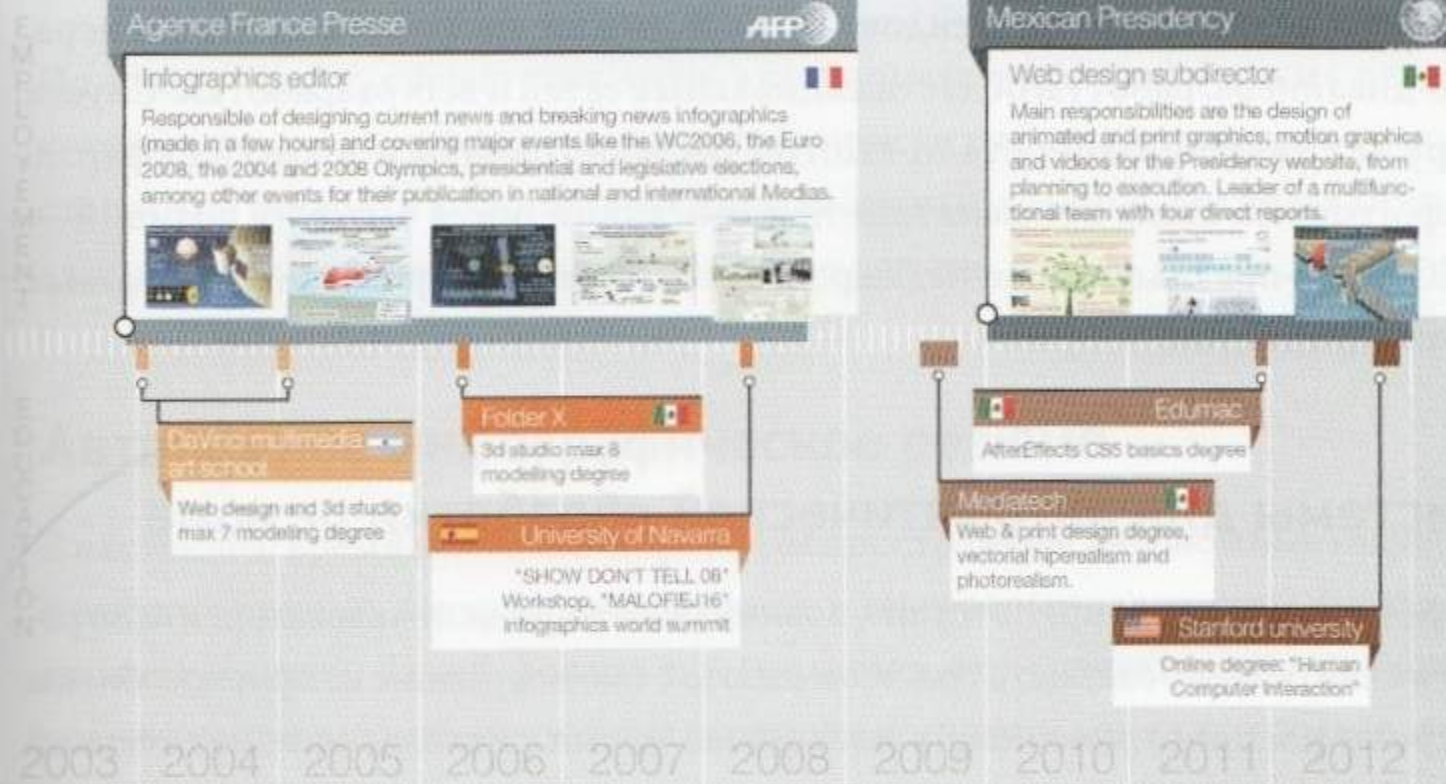 Agence France Presse
AFP
Infographics editor
Responsible of designing current news and breaking news infographics
(made in a few hours) and covering major events like the WC2006, the Euro
2008, the 2004 and 2008 Olympics, presidential and legislative elections,
among other events for their publication in national and international Medias.
Mexican Presidency
Web design subdirector
Main responsibilities are the design of
animated and print graphics, motion graphics
and videos for the Presidency website, from
planning to execution. Leader of a multifunc-
tional team with four direct reports.
EMPLOYEMENT
EDUCATION
DaVinci multimedia
art school
Web design and 3d studio
max 7 modelling degree
Folder X
3d studio max 8
modelling degree
University of Navarra
"SHOW DON'T TELL 08"
Workshop, "MALOFIEJ16"
infographics world summit
Edumac
AfterEffects CS5 basics degree
Mediatech
Web & print design degree,
vectorial hiperealism and
photorealism.
Stanford university
Online degree: "Human
Computer Interaction"
2003 2004 2005 2006 2007 2008 2009 2010 2011 2012